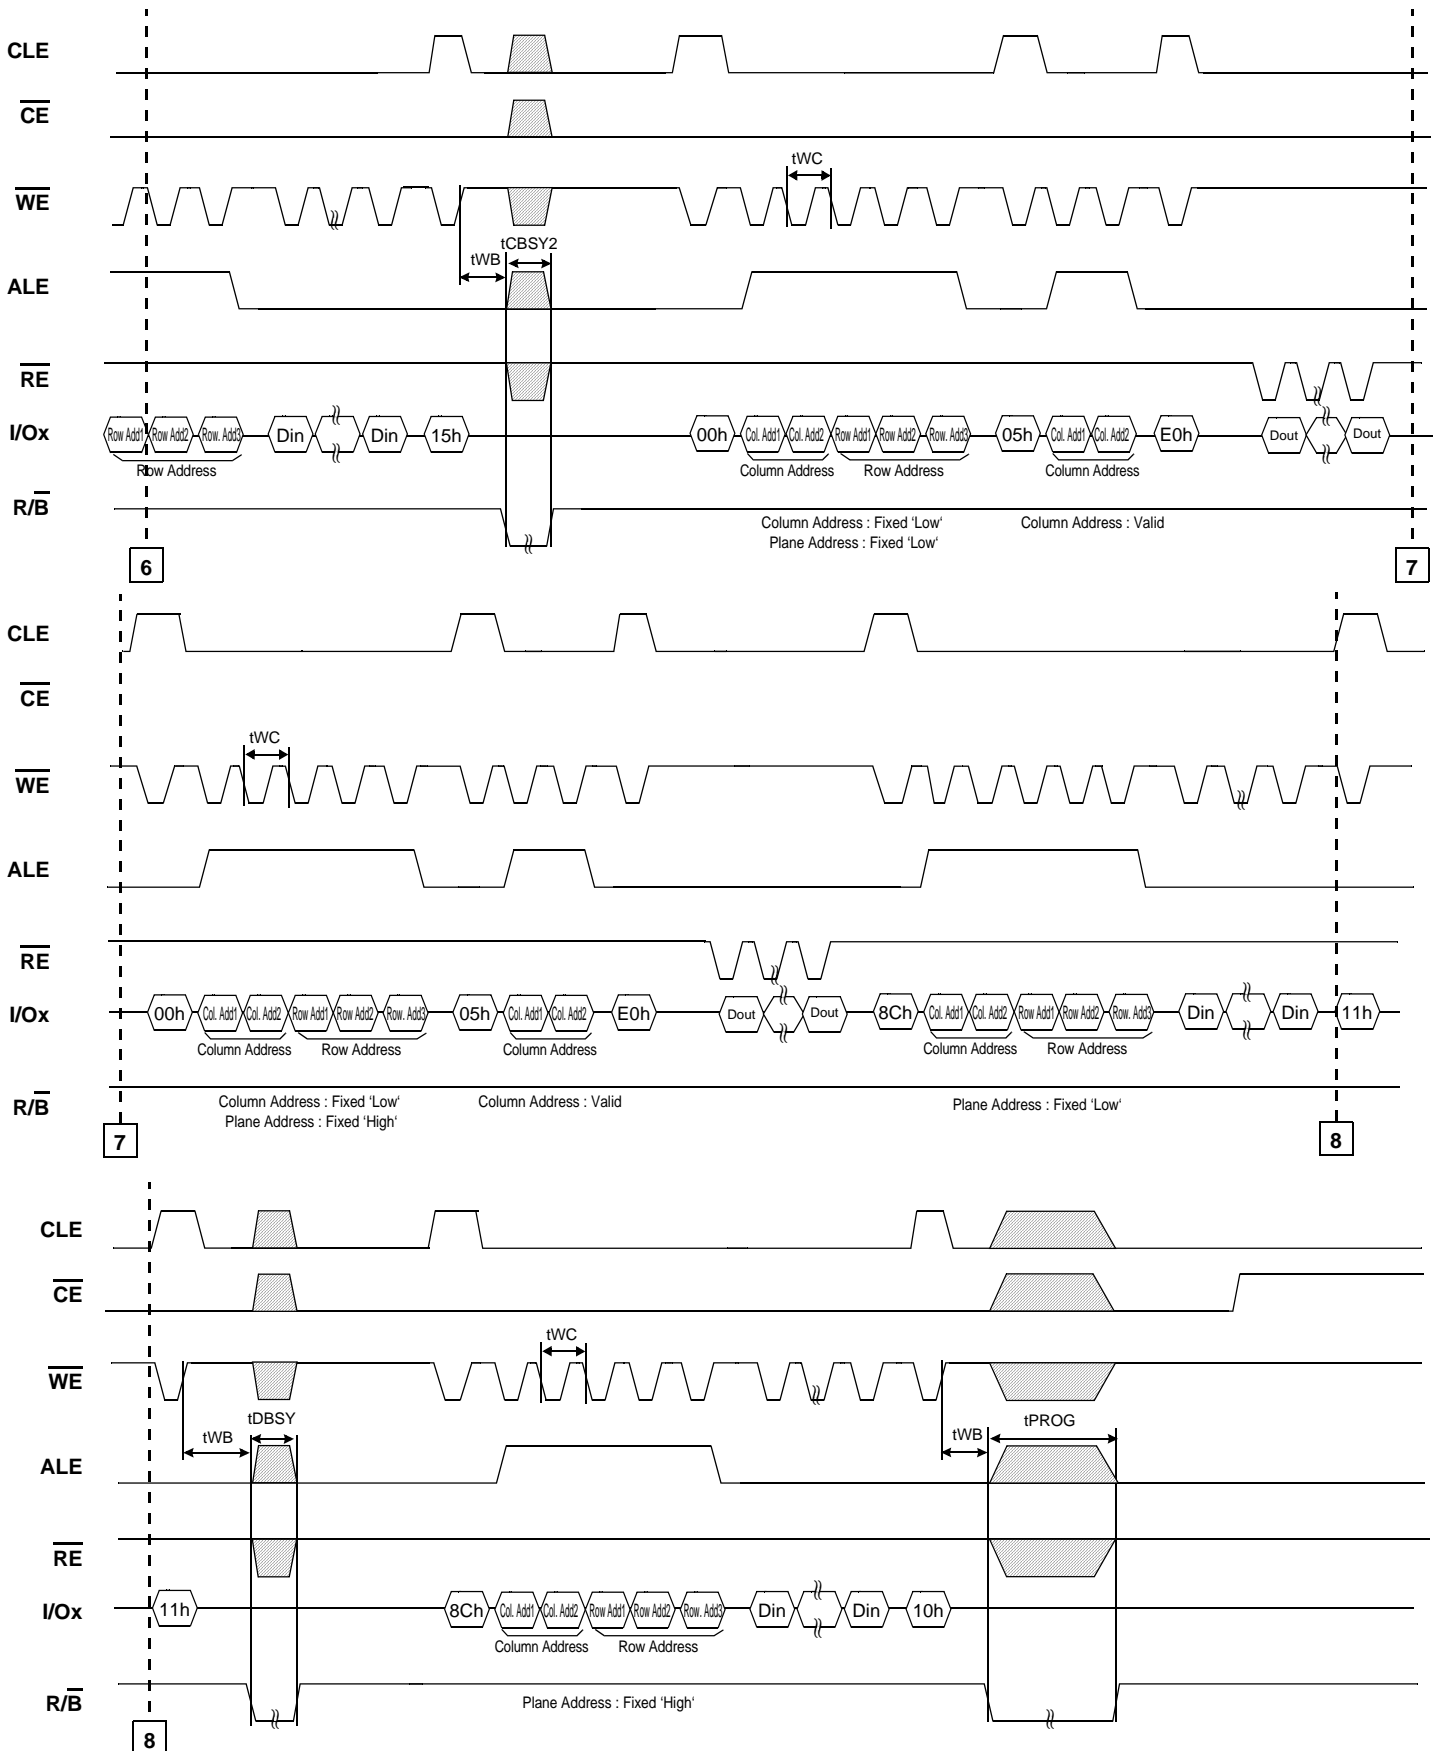 CLE
CE
tWC
WE
tCBSY2
tWB
ALE
RE
I/Ox Row Add1 Row Add2 Row. Add3 Din Din 15h 00h Col. Add1 Col. Add2 Row Add1 Row Add2 Row. Add3 05h Col. Add1 Col. Add2 E0h Dout Dout
Row Address Column Address Row Address Column Address
R/B
Column Address : Fixed ‘Low‘ Column Address : Valid
Plane Address : Fixed ‘Low‘
6 7
CLE
CE
tWC
WE
ALE
RE
I/Ox 00h Col. Add1 Col. Add2 Row Add1 Row Add2 Row. Add3 05h Col. Add1 Col. Add2 E0h Dout Dout 8Ch Col. Add1 Col. Add2 Row Add1 Row Add2 Row. Add3 Din Din 11h
Column Address Row Address Column Address Column Address Row Address
R/B
Column Address : Fixed ‘Low‘ Column Address : Valid Plane Address : Fixed ‘Low‘
Plane Address : Fixed ‘High‘
7 8
CLE
CE
tWC
WE
tDBSY tPROG
tWB tWB
ALE
RE
I/Ox 11h 8Ch Col. Add1 Col. Add2 Row Add1 Row Add2 Row. Add3 Din Din 10h
Column Address Row Address
R/B Plane Address : Fixed ‘High‘
8